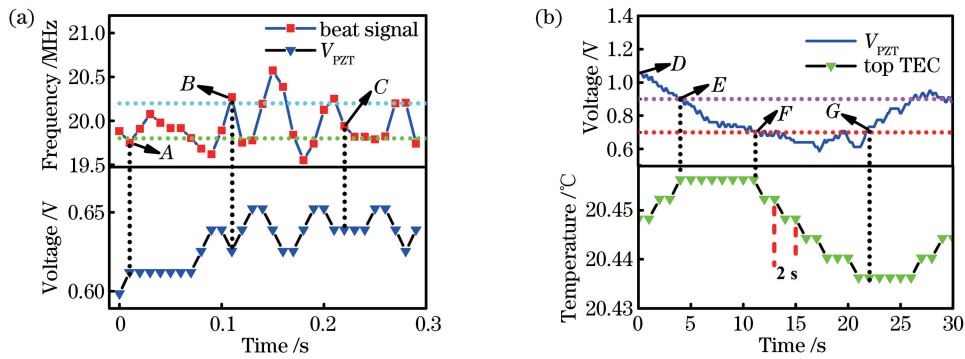 (a)
beat signal
V_PZT
Frequency /MHz
21.0
20.5
20.0
19.5
A
B
C
Voltage /V
0.65
0.60
0
0.1
0.2
0.3
Time /s
(b)
V_PZT
top TEC
Voltage /V
1.4
1.2
1.0
0.8
0.6
D
E
F
G
Temperature /℃
20.45
20.44
20.43
2 s
0
5
10
15
20
25
30
Time /s